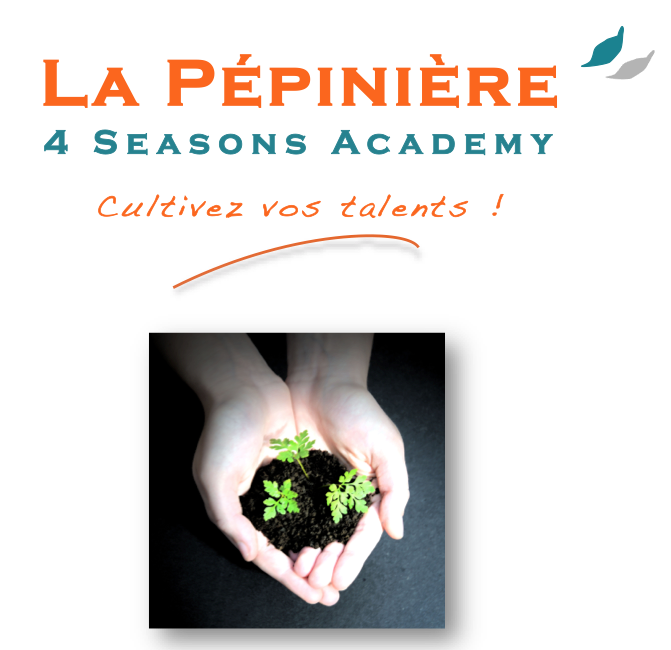 LA PÉPINIÈRE
4 SEASONS ACADEMY
Cultivez vos talents !